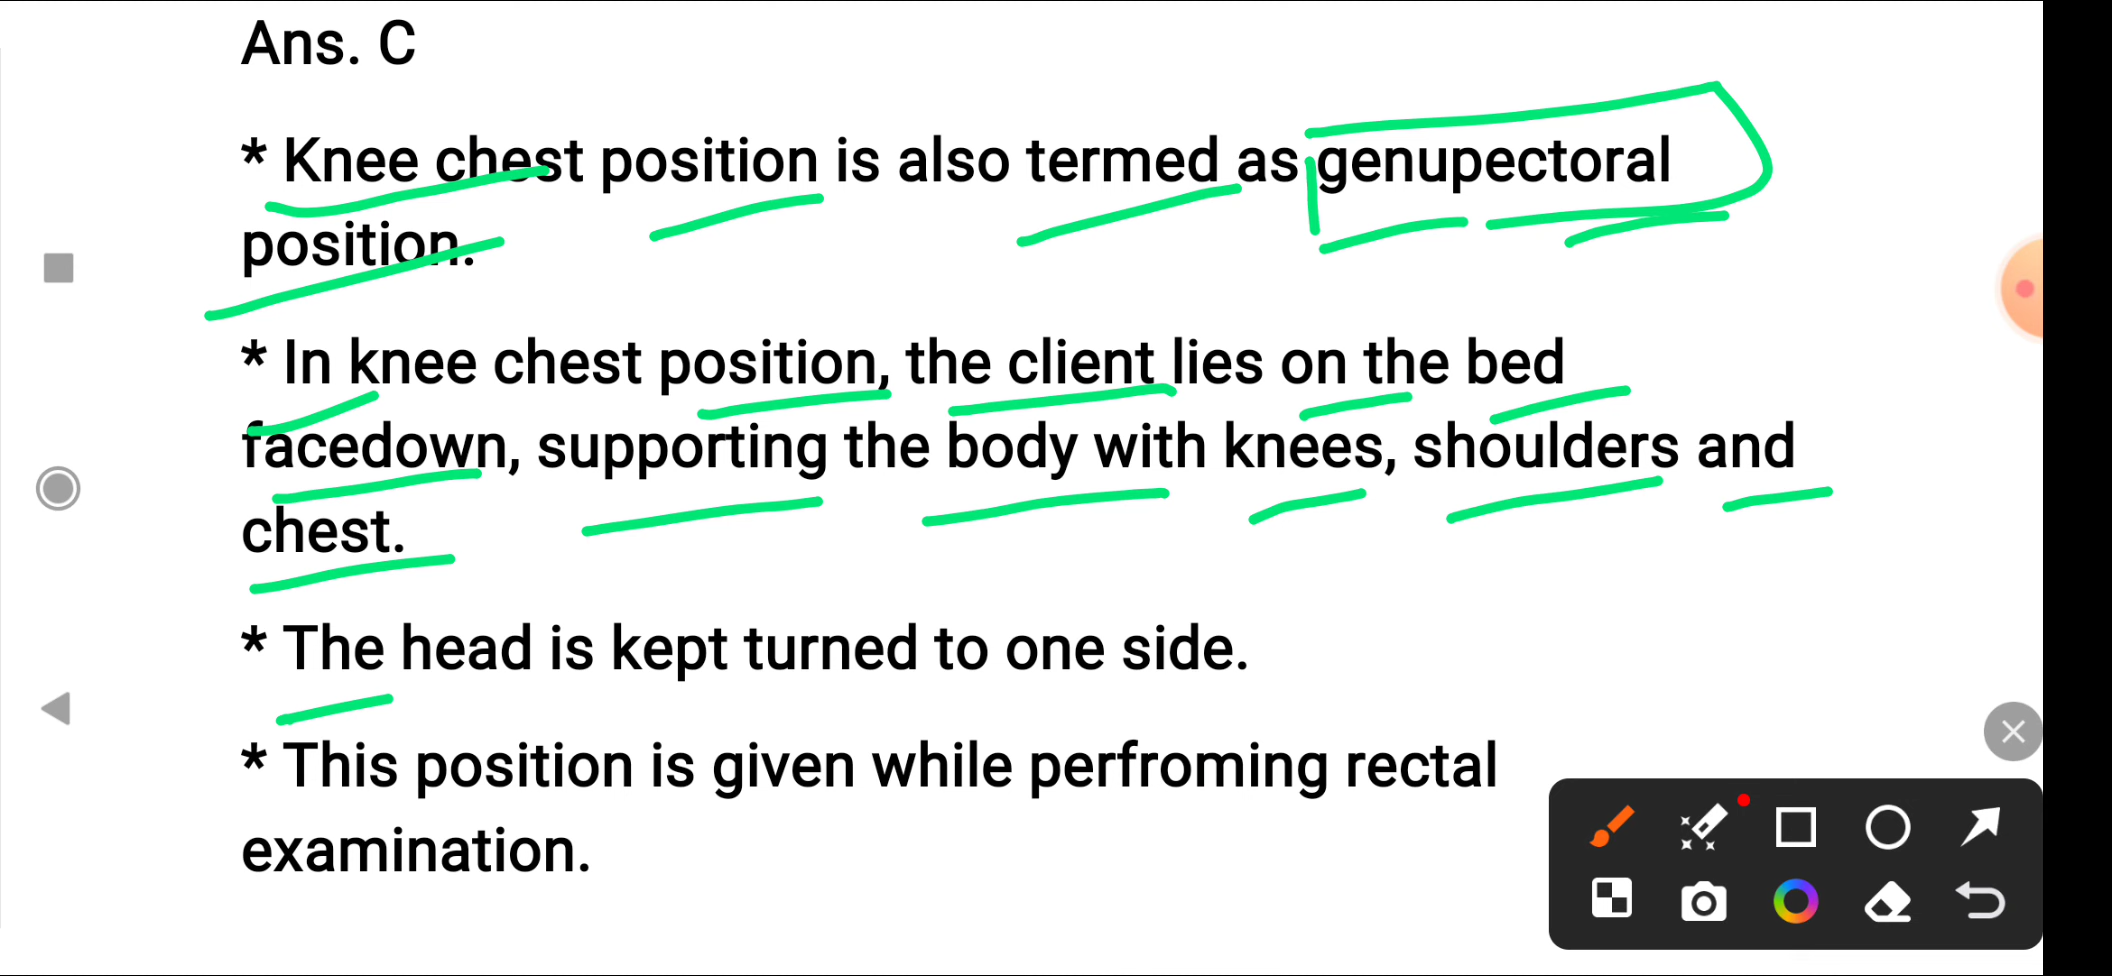 Ans. C
* Knee chest position is also termed as genupectoral
position.
* In knee chest position, the client lies on the bed
facedown, supporting the body with knees, shoulders and
chest.
* The head is kept turned to one side.
* This position is given while perfroming rectal
examination.